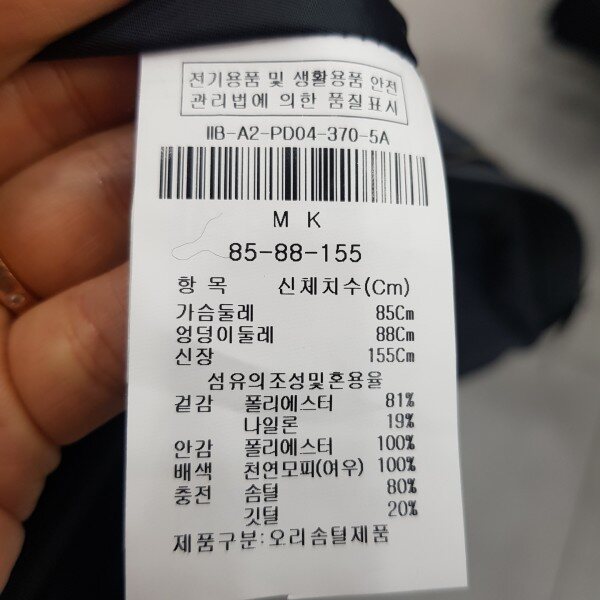 전기용품 및 생활용품 안전
관리법에 의한 품질표시
IIB-A2-PD04-370-5A
M K
85-88-155
항 목 신체치수(Cm)
가슴둘레 85Cm
엉덩이둘레 88Cm
신장 155Cm
섬유의조성및혼용율
겉감 폴리에스터 81%
나일론 19%
안감 폴리에스터 100%
배색 천연모피(여우) 100%
충전 솜털 80%
깃털 20%
제품구분:오리솜털제품